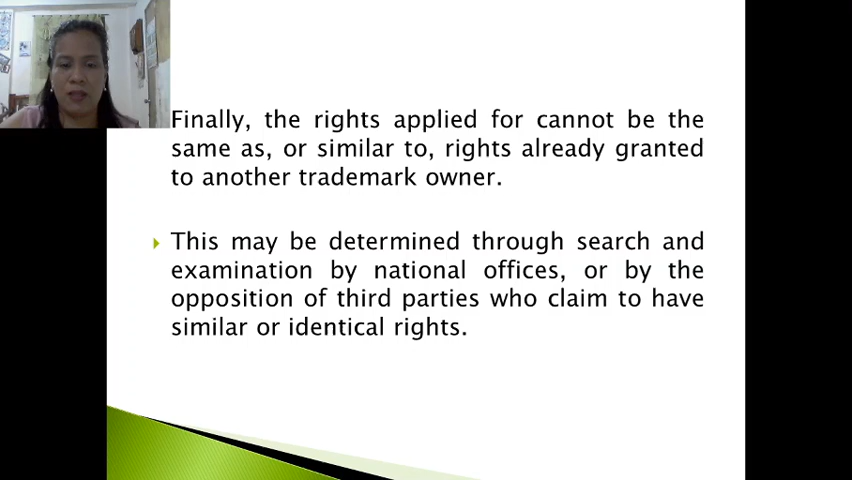 Finally, the rights applied for cannot be the
same as, or similar to, rights already granted
to another trademark owner.
This may be determined through search and
examination by national offices, or by the
opposition of third parties who claim to have
similar or identical rights.